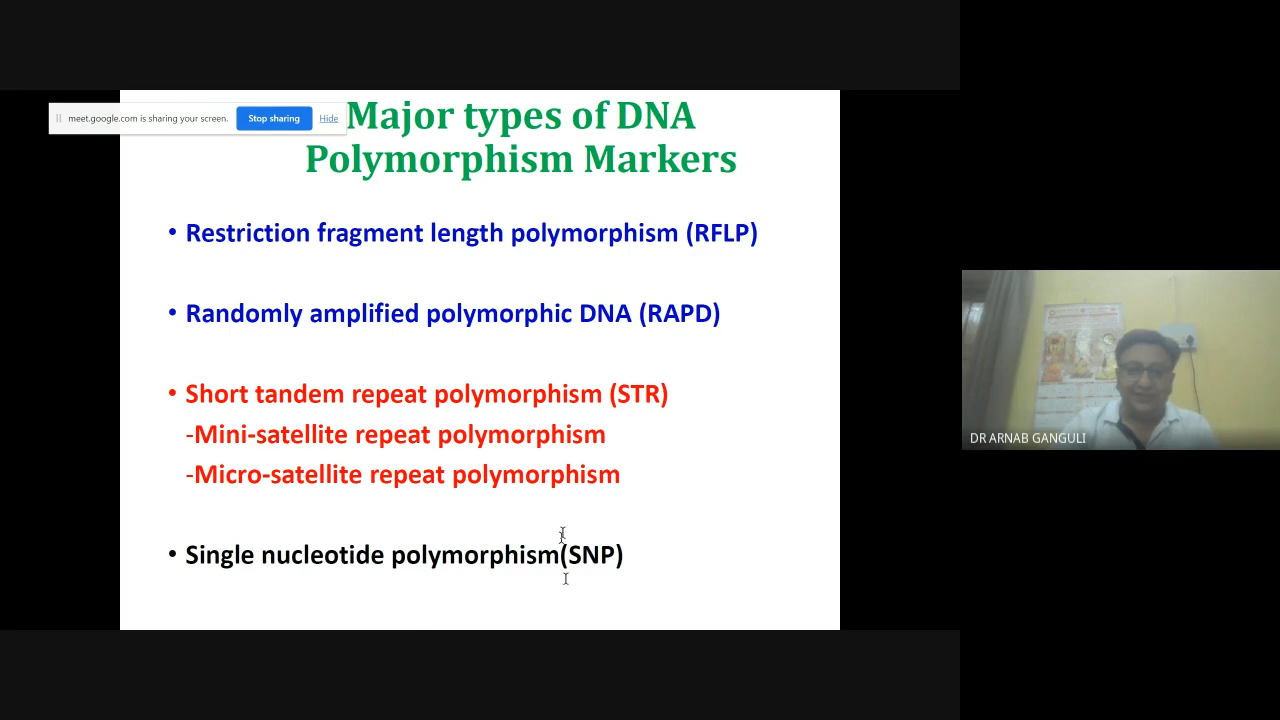 meet.google.com is sharing your screen. Stop sharing Hide
Major types of DNA
Polymorphism Markers
• Restriction fragment length polymorphism (RFLP)
• Randomly amplified polymorphic DNA (RAPD)
• Short tandem repeat polymorphism (STR)
-Mini-satellite repeat polymorphism
-Micro-satellite repeat polymorphism
• Single nucleotide polymorphism(SNP)
DR ARNAB GANGULI